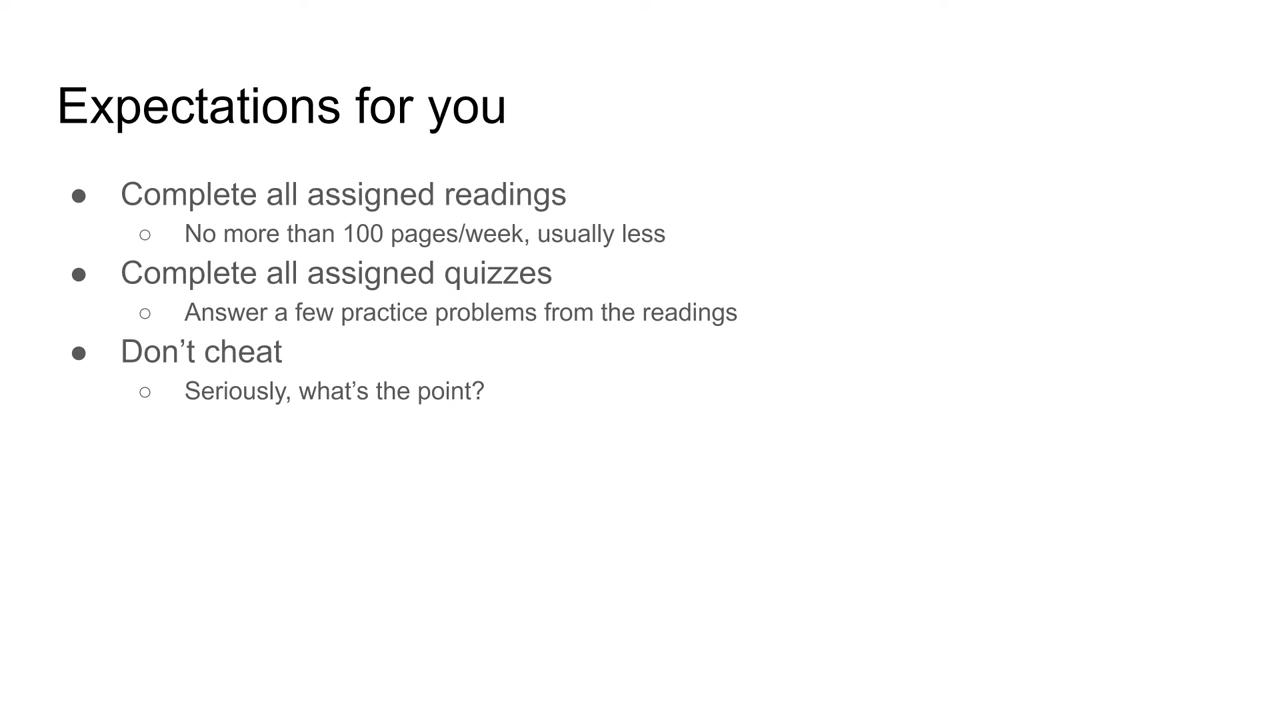 Expectations for you
● Complete all assigned readings
○ No more than 100 pages/week, usually less
● Complete all assigned quizzes
○ Answer a few practice problems from the readings
● Don’t cheat
○ Seriously, what’s the point?